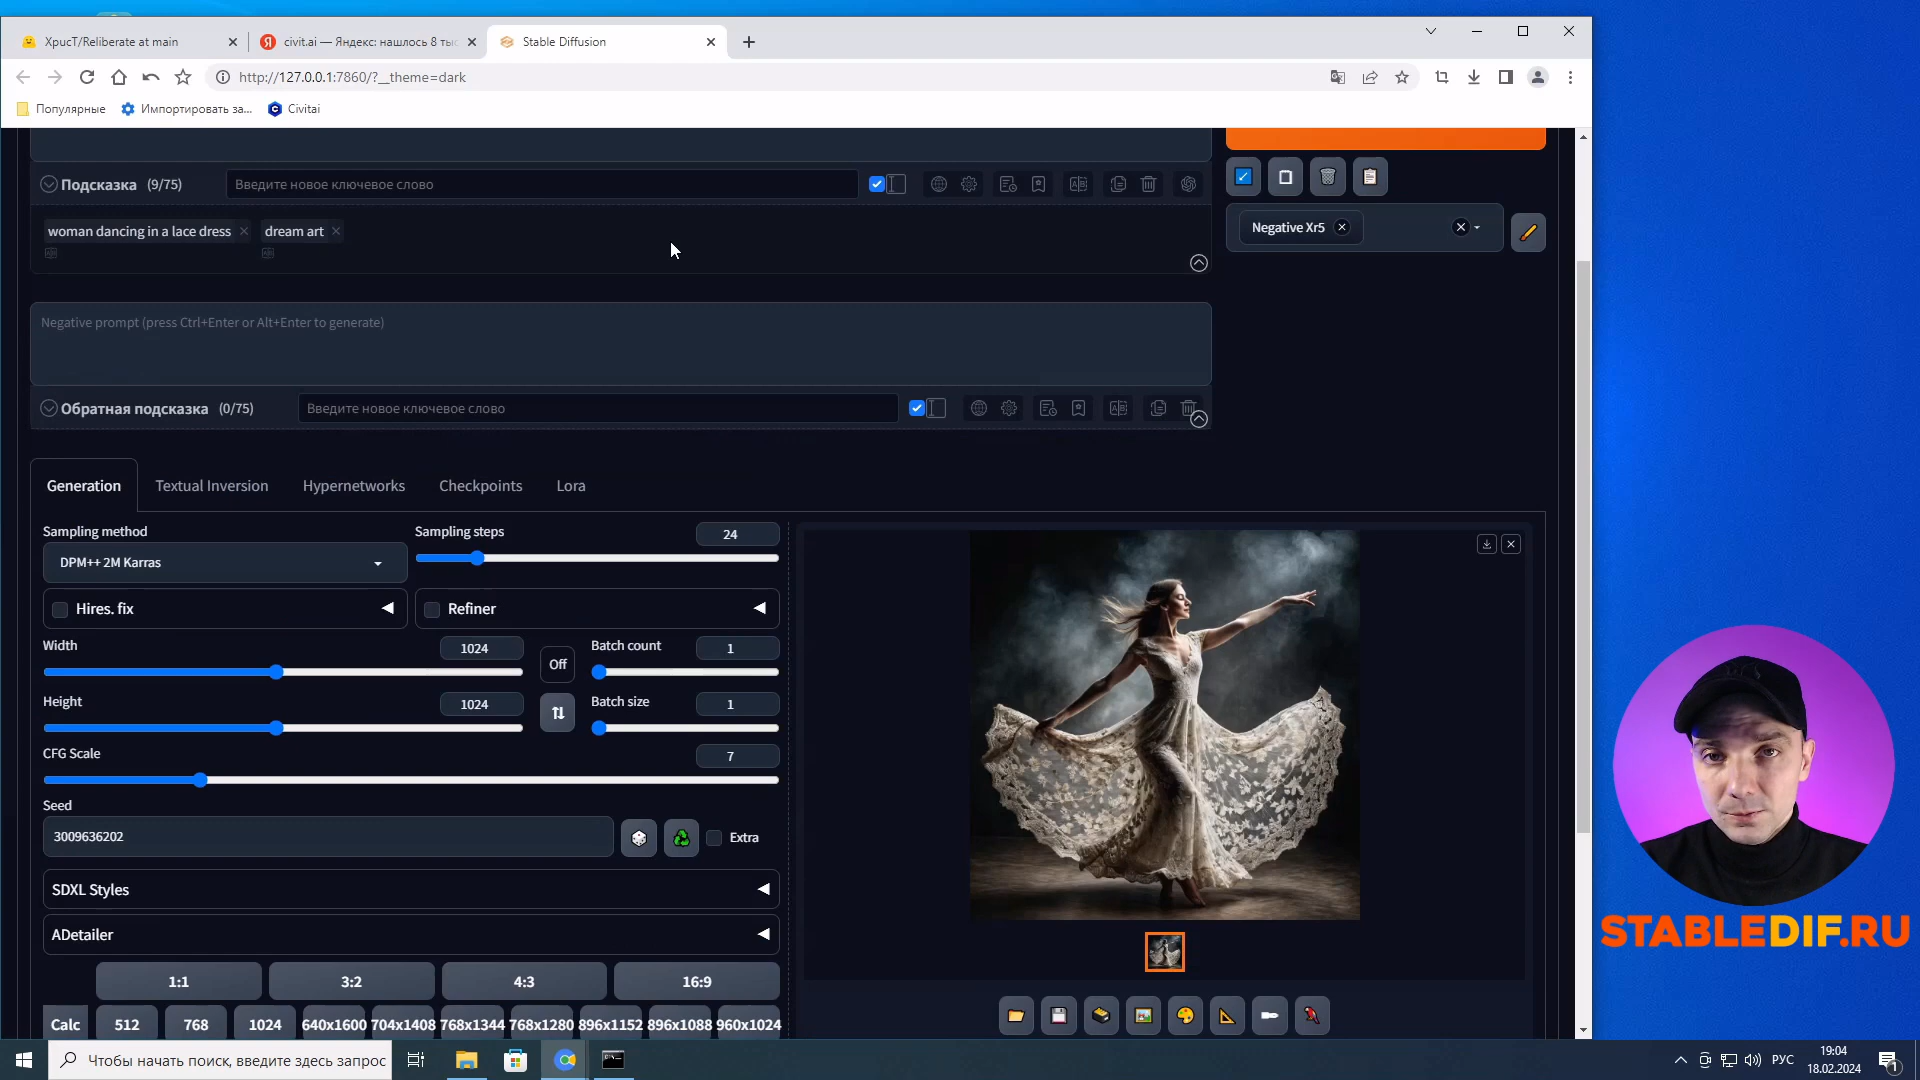 XpucT/Reliberate at main
civit.ai — Яндекс: нашлось 8 тыс
Stable Diffusion
http://127.0.0.1:7860/?__theme=dark
Популярные
Импортировать за...
Civitai
Подсказка (9/75)
Введите новое ключевое слово
woman dancing in a lace dress
dream art
Negative Xr5
Negative prompt (press Ctrl+Enter or Alt+Enter to generate)
Обратная подсказка (0/75)
Введите новое ключевое слово
Generation
Textual Inversion
Hypernetworks
Checkpoints
Lora
Sampling method
DPM++ 2M Karras
Sampling steps
24
Hires. fix
Refiner
Width
1024
Off
Batch count
1
Height
1024
Batch size
1
CFG Scale
7
Seed
3009636202
Extra
SDXL Styles
ADetailer
1:1
3:2
4:3
16:9
Calc
512
768
1024
640x1600
704x1408
768x1344
768x1280
896x1152
896x1088
960x1024
STABLEDIF.RU
Чтобы начать поиск, введите здесь запрос
РУС
19:04
18.02.2024
1